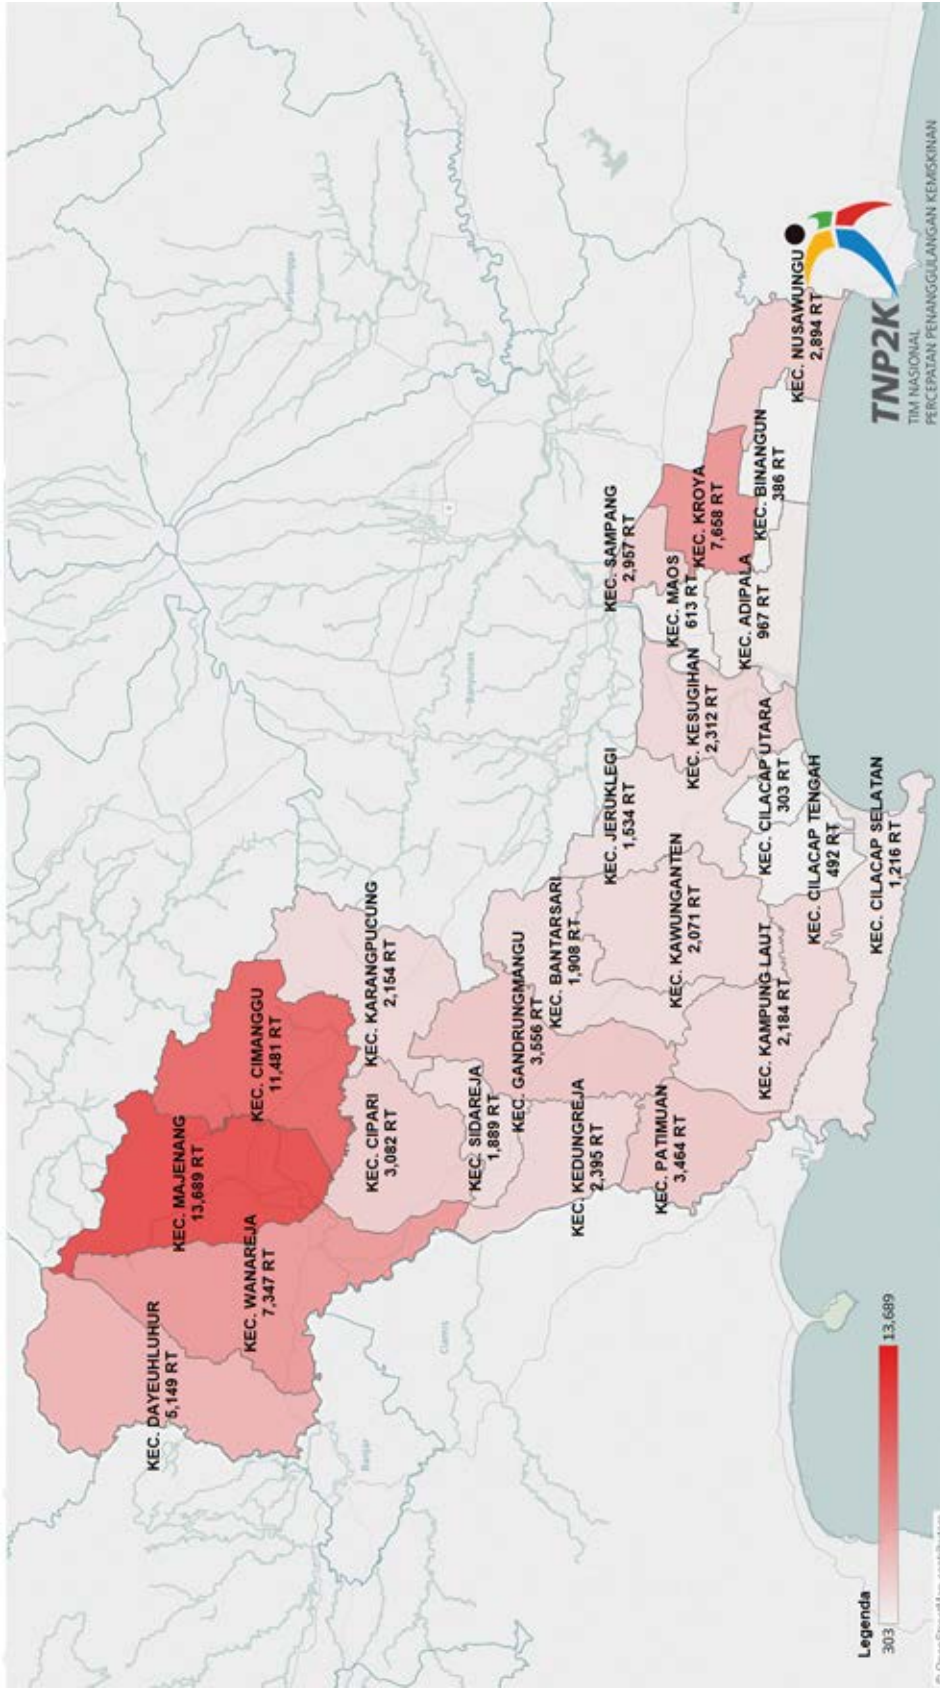 KEC. DAYEUHLUHUR
5,149 RT
KEC. MAJENANG
13,689 RT
KEC. WANAREJA
7,347 RT
KEC. CIMANGGU
11,481 RT
KEC. KARANGPUCUNG
2,154 RT
KEC. CIPARI
3,082 RT
KEC. SIDAREJA
1,889 RT
KEC. GANDRUNGMANGU
3,556 RT
KEC. BANTARSARI
1,908 RT
KEC. KEDUNGREJA
2,395 RT
KEC. PATIMUAN
3,464 RT
KEC. JERUKLEGI
1,534 RT
KEC. KAWUNGANTEN
2,071 RT
KEC. KAMPUNG LAUT
2,184 RT
KEC. SAMPANG
2,957 RT
KEC. MAOS
613 RT
KEC. KROYA
7,658 RT
KEC. KESUGIHAN
2,312 RT
KEC. ADIPALA
967 RT
KEC. BINANGUN
386 RT
KEC. NUSAWUNGU
2,894 RT
KEC. CILACAP UTARA
303 RT
KEC. CILACAP TENGAH
492 RT
KEC. CILACAP SELATAN
1,216 RT
Purbalingga
Banyumas
Banjar
Ciamis
Legenda
303
13,689
TNP2K
TIM NASIONAL
PERCEPATAN PENANGGULANGAN KEMISKINAN